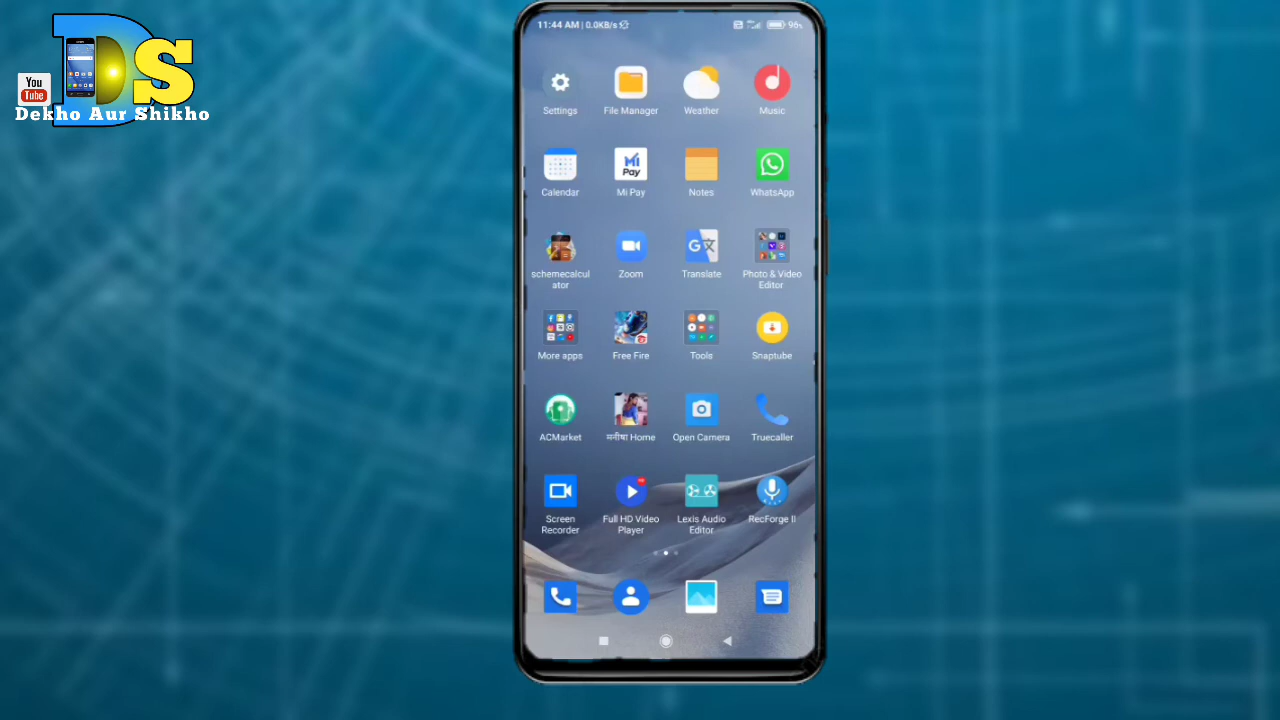 You
Tube
DS
Dekho Aur Shikho
11:44 AM | 0.0KB/s
96%
Settings
File Manager
Weather
Music
Mi
Pay
Calendar
Mi Pay
Notes
WhatsApp
G
schemecalcul
ator
Zoom
Translate
Photo & Video
Editor
More apps
Free Fire
Tools
Snaptube
ACMarket
मनीषा Home
Open Camera
Truecaller
Screen
Recorder
Full HD Video
Player
Lexis Audio
Editor
RecForge II